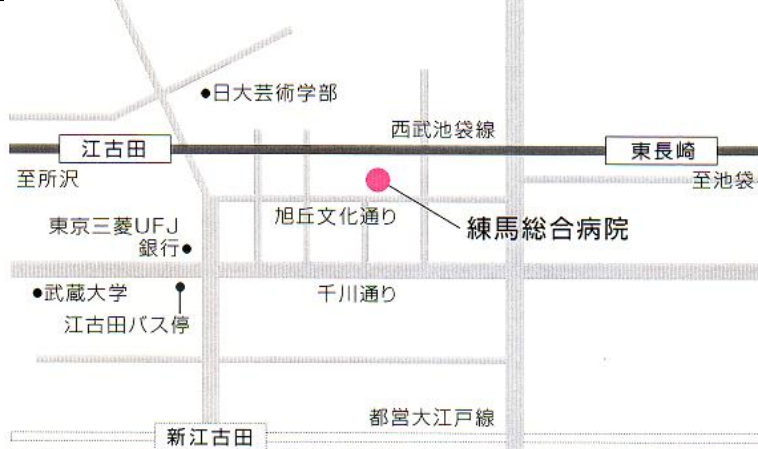 日大芸術学部
西武池袋線
江古田
東長崎
至所沢
至池袋
旭丘文化通り
練馬総合病院
東京三菱UFJ
銀行
武蔵大学
千川通り
江古田バス停
都営大江戸線
新江古田